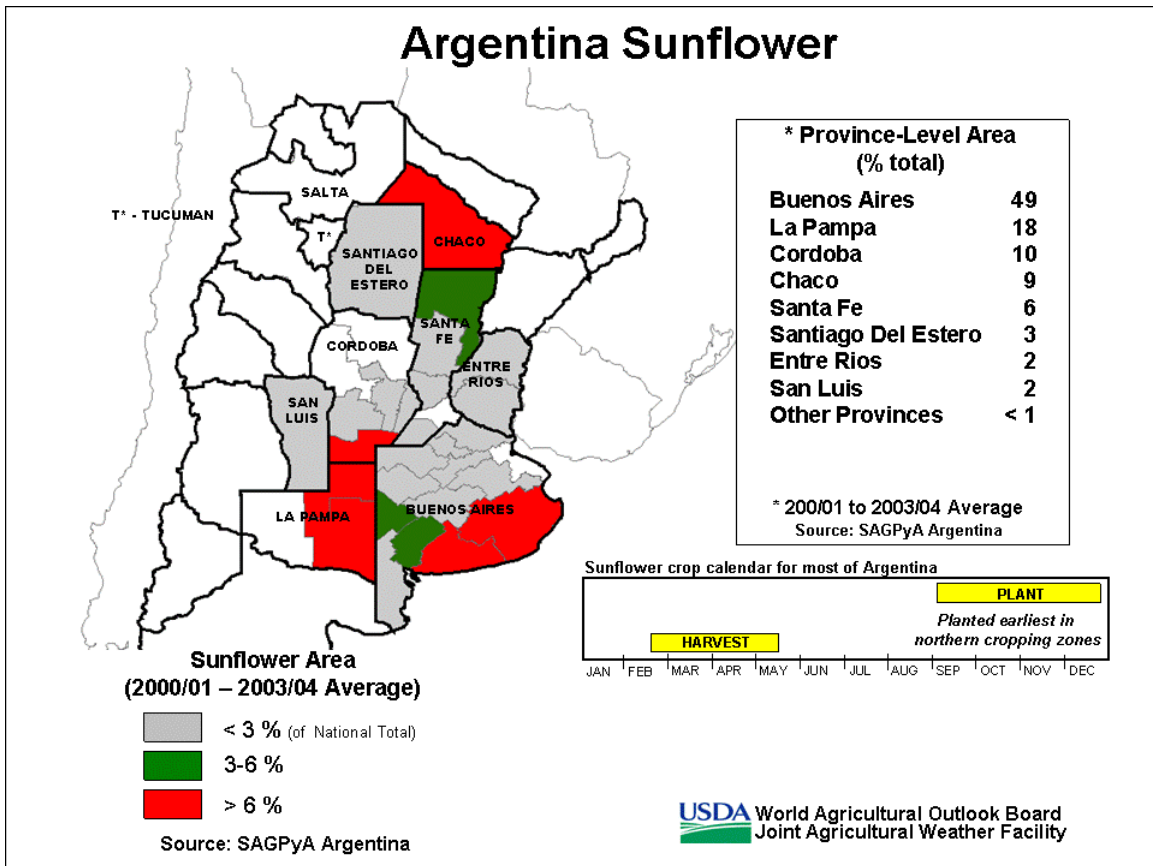 Argentina Sunflower
* Province-Level Area
(% total)
Buenos Aires 49
La Pampa 18
Cordoba 10
Chaco 9
Santa Fe 6
Santiago Del Estero 3
Entre Rios 2
San Luis 2
Other Provinces < 1
* 200/01 to 2003/04 Average
Source: SAGPyA Argentina
SALTA
T* - TUCUMAN
T*
CHACO
SANTIAGO
DEL
ESTERO
SANTA
FE
CORDOBA
ENTRE
RIOS
SAN
LUIS
LA PAMPA
BUENOS AIRES
Sunflower crop calendar for most of Argentina
PLANT
Planted earliest in
northern cropping zones
HARVEST
JAN FEB MAR APR MAY JUN JUL AUG SEP OCT NOV DEC
Sunflower Area
(2000/01 – 2003/04 Average)
< 3 % (of National Total)
3-6 %
> 6 %
Source: SAGPyA Argentina
USDA
World Agricultural Outlook Board
Joint Agricultural Weather Facility